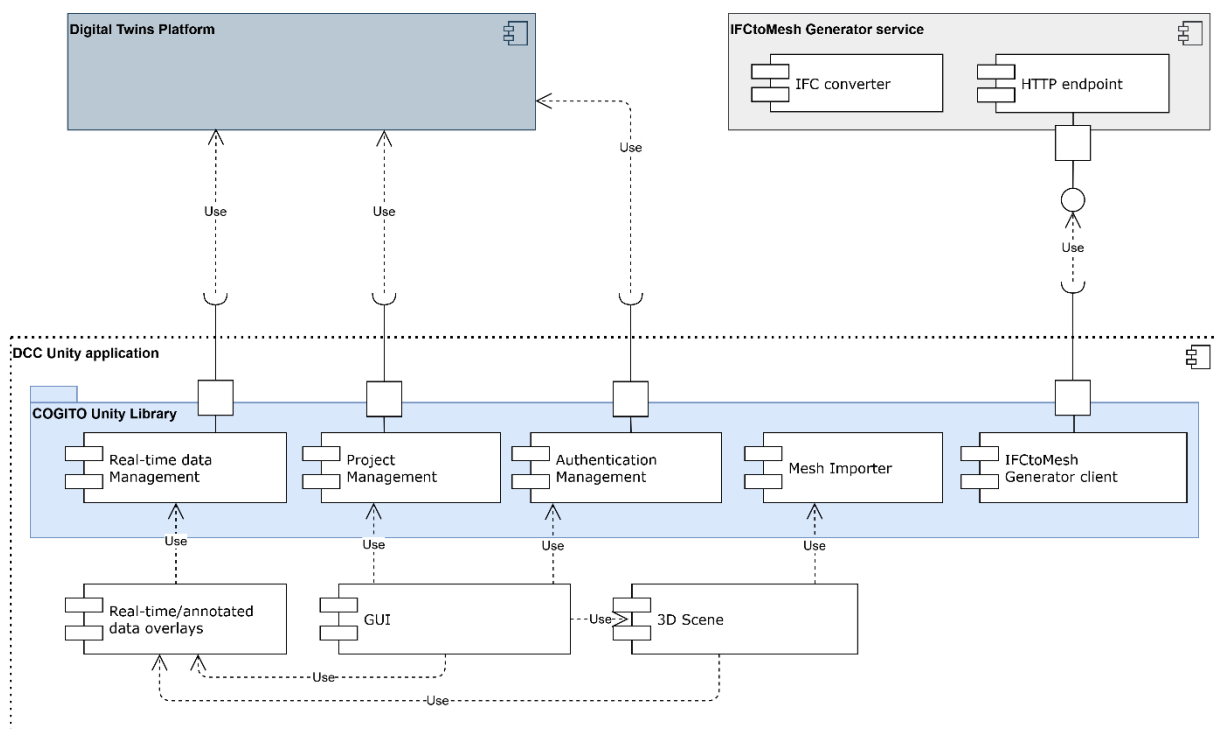 Digital Twins Platform
IFCtoMesh Generator service
IFC converter
HTTP endpoint
Use
Use
Use
Use
DCC Unity application
COGITO Unity Library
Real-time data
Management
Project
Management
Authentication
Management
Mesh Importer
IFCtoMesh
Generator client
Use
Use
Use
Use
Real-time/annotated
data overlays
GUI
Use
3D Scene
Use
Use